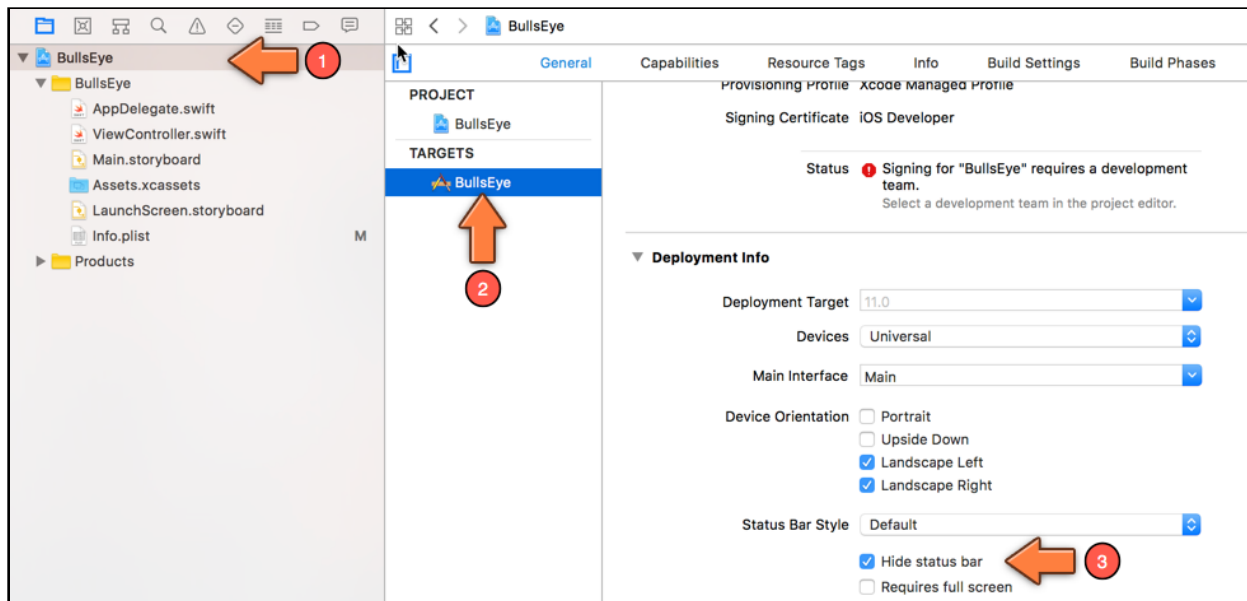 BullsEye
BullsEye
1
General Capabilities Resource Tags Info Build Settings Build Phases
BullsEye
AppDelegate.swift
ViewController.swift
Main.storyboard
Assets.xcassets
LaunchScreen.storyboard
Info.plist M
Products
PROJECT
BullsEye
TARGETS
BullsEye
2
Provisioning Profile Xcode Managed Profile
Signing Certificate iOS Developer
Status Signing for "BullsEye" requires a development
team.
Select a development team in the project editor.
Deployment Info
Deployment Target 11.0
Devices Universal
Main Interface Main
Device Orientation Portrait
Upside Down
Landscape Left
Landscape Right
Status Bar Style Default
Hide status bar 3
Requires full screen